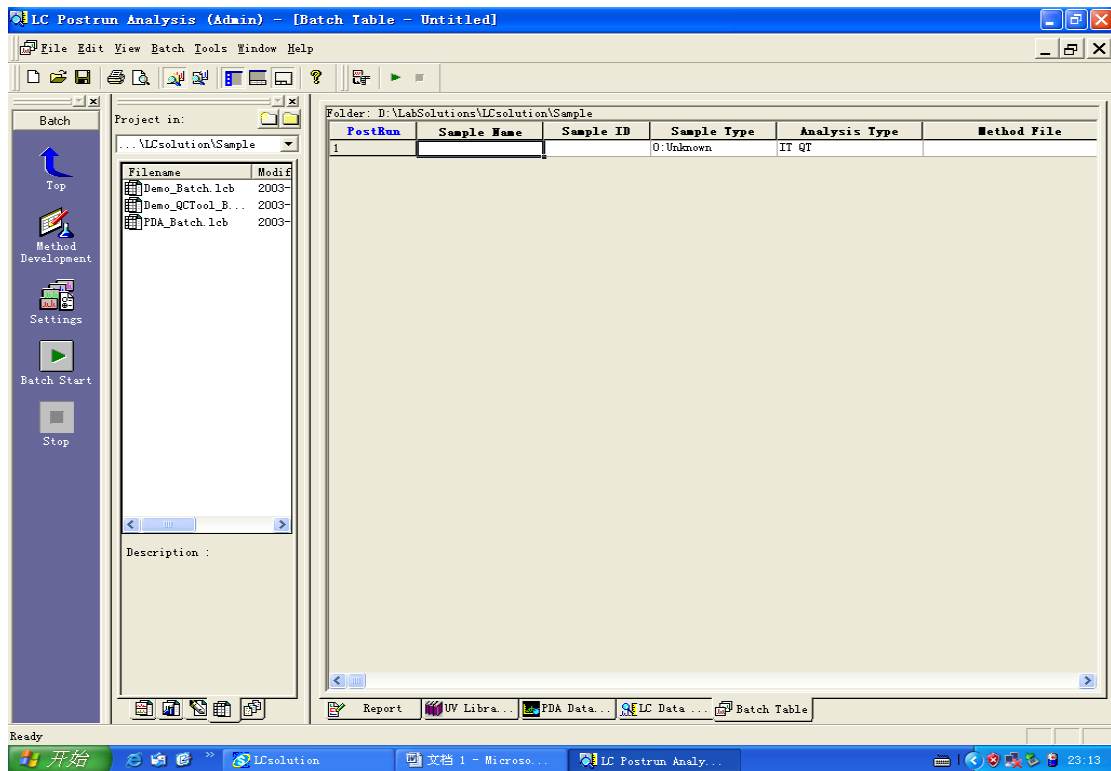 LC Postrun Analysis (Admin) - [Batch Table - Untitled]
File Edit View Batch Tools Window Help
Batch
Top
Method
Development
Settings
Batch Start
Stop
Project in:
...\LCsolution\Sample
Filename Modif
Demo_Batch.lcb 2003-
Demo_QCTool_B... 2003-
PDA_Batch.lcb 2003-
Description :
Folder: D:\LabSolutions\LCsolution\Sample
PostRun Sample Name Sample ID Sample Type Analysis Type Method File
1 0:Unknown IT QT
Report UV Libra... PDA Data... LC Data ... Batch Table
Ready
开始 LCsolution 文档 1 - Microso... LC Postrun Analy... 23:13